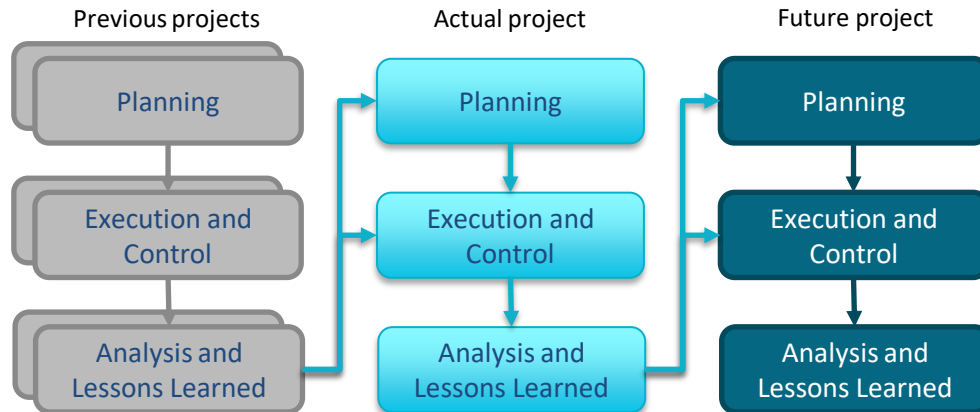 Previous projects
Actual project
Future project
Planning
Planning
Planning
Execution and
Control
Execution and
Control
Execution and
Control
Analysis and
Lessons Learned
Analysis and
Lessons Learned
Analysis and
Lessons Learned